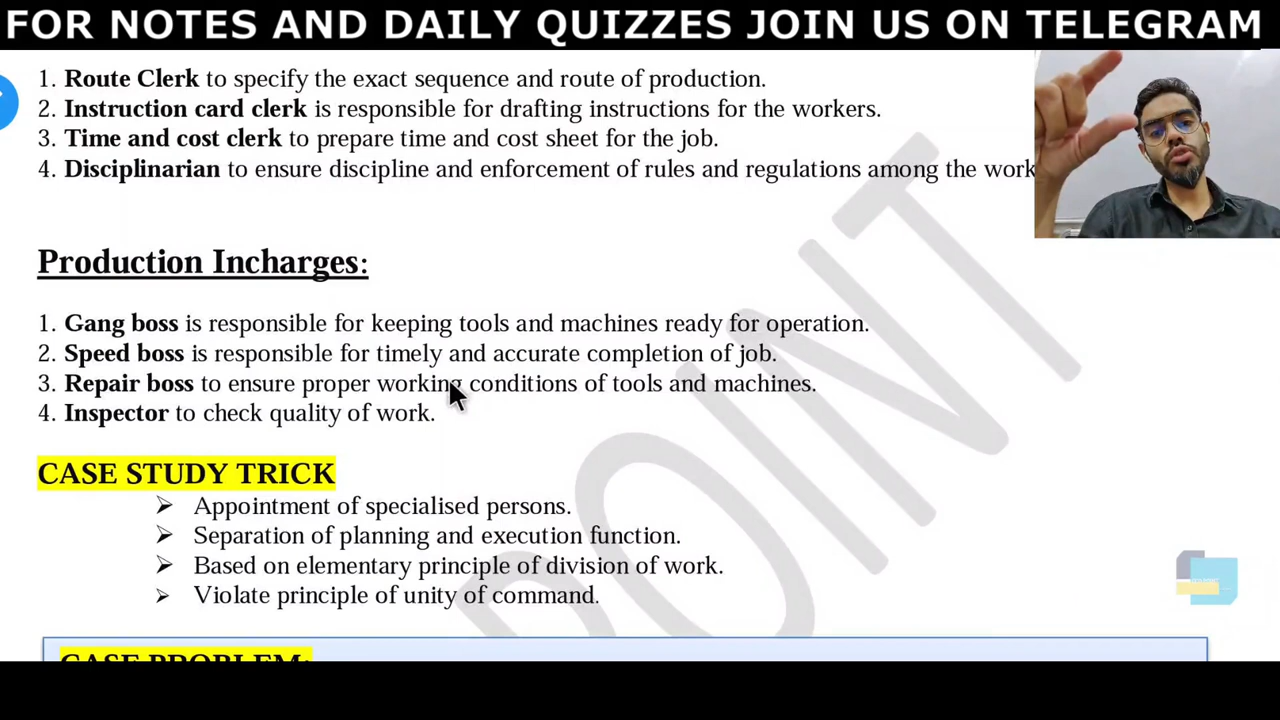 FOR NOTES AND DAILY QUIZZES JOIN US ON TELEGRAM
1. Route Clerk to specify the exact sequence and route of production.
2. Instruction card clerk is responsible for drafting instructions for the workers.
3. Time and cost clerk to prepare time and cost sheet for the job.
4. Disciplinarian to ensure discipline and enforcement of rules and regulations among the work
Production Incharges:
1. Gang boss is responsible for keeping tools and machines ready for operation.
2. Speed boss is responsible for timely and accurate completion of job.
3. Repair boss to ensure proper working conditions of tools and machines.
4. Inspector to check quality of work.
CASE STUDY TRICK
➢ Appointment of specialised persons.
➢ Separation of planning and execution function.
➢ Based on elementary principle of division of work.
➢ Violate principle of unity of command.
POINT
CASE PROBLEM: